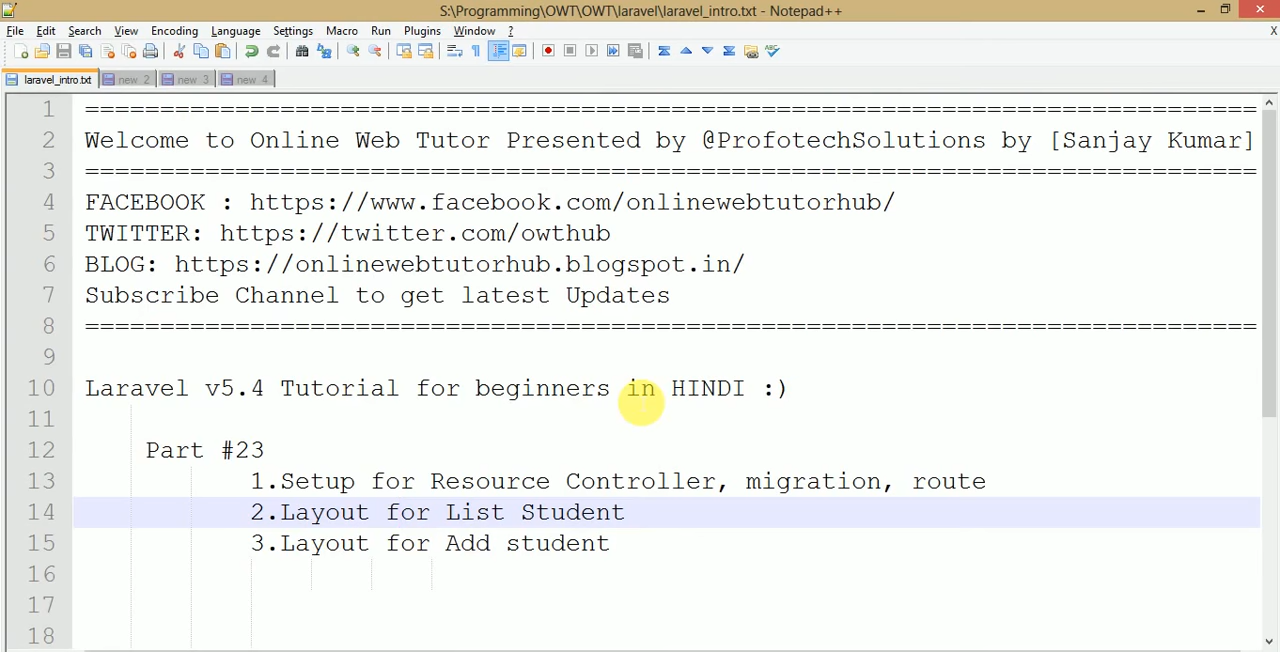 S:\Programming\OWT\OWT\laravel\laravel_intro.txt - Notepad++
File Edit Search View Encoding Language Settings Macro Run Plugins Window ? X
laravel_intro.txt new 2 new 3 new 4
1 ==============================================================================
2 Welcome to Online Web Tutor Presented by @ProfotechSolutions by [Sanjay Kumar]
3 ==============================================================================
4 FACEBOOK : https://www.facebook.com/onlinewebtutorhub/
5 TWITTER: https://twitter.com/owthub
6 BLOG: https://onlinewebtutorhub.blogspot.in/
7 Subscribe Channel to get latest Updates
8 ==============================================================================
9
10 Laravel v5.4 Tutorial for beginners in HINDI :)
11
12 Part #23
13 1.Setup for Resource Controller, migration, route
14 2.Layout for List Student
15 3.Layout for Add student
16
17
18